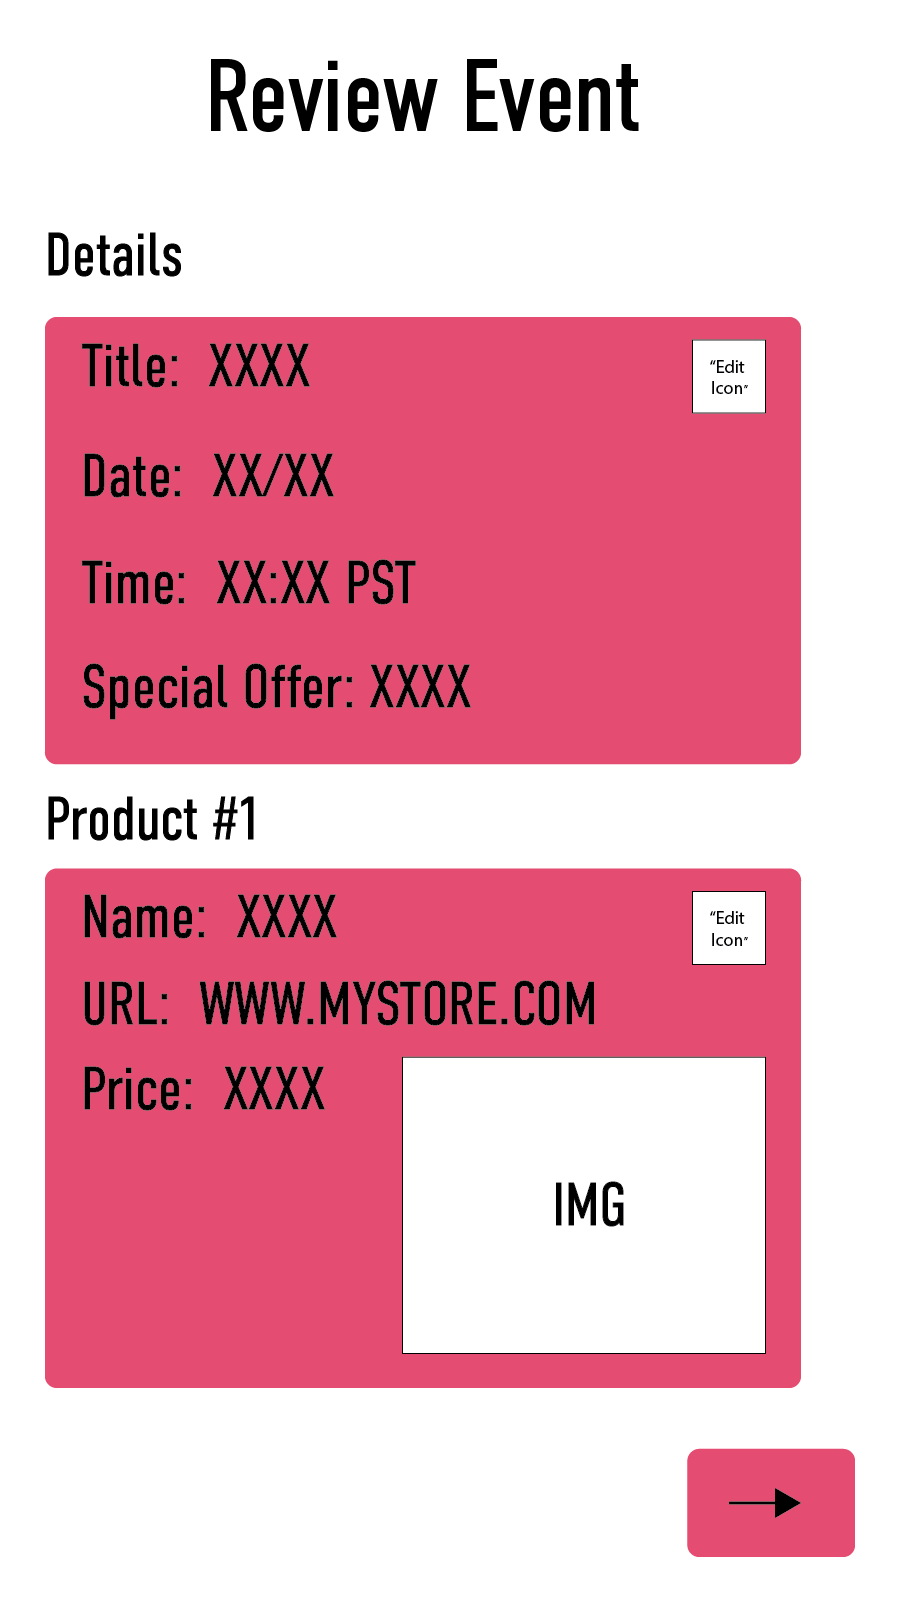 Review Event
Details
Title: XXXX
“Edit
Icon”
Date: XX/XX
Time: XX:XX PST
Special Offer: XXXX
Product #1
Name: XXXX
“Edit
Icon”
URL: WWW.MYSTORE.COM
Price: XXXX
IMG